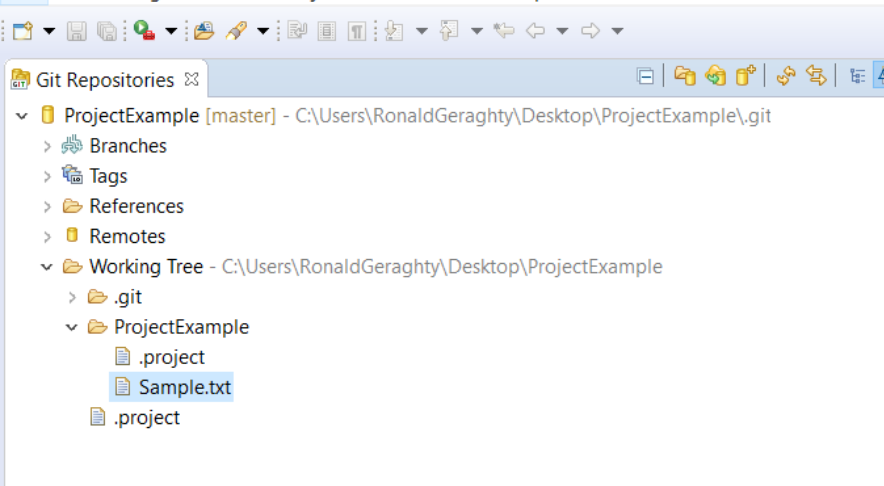 Git Repositories
ProjectExample [master] - C:\Users\RonaldGeraghty\Desktop\ProjectExample\.git
Branches
Tags
References
Remotes
Working Tree - C:\Users\RonaldGeraghty\Desktop\ProjectExample
.git
ProjectExample
.project
Sample.txt
.project